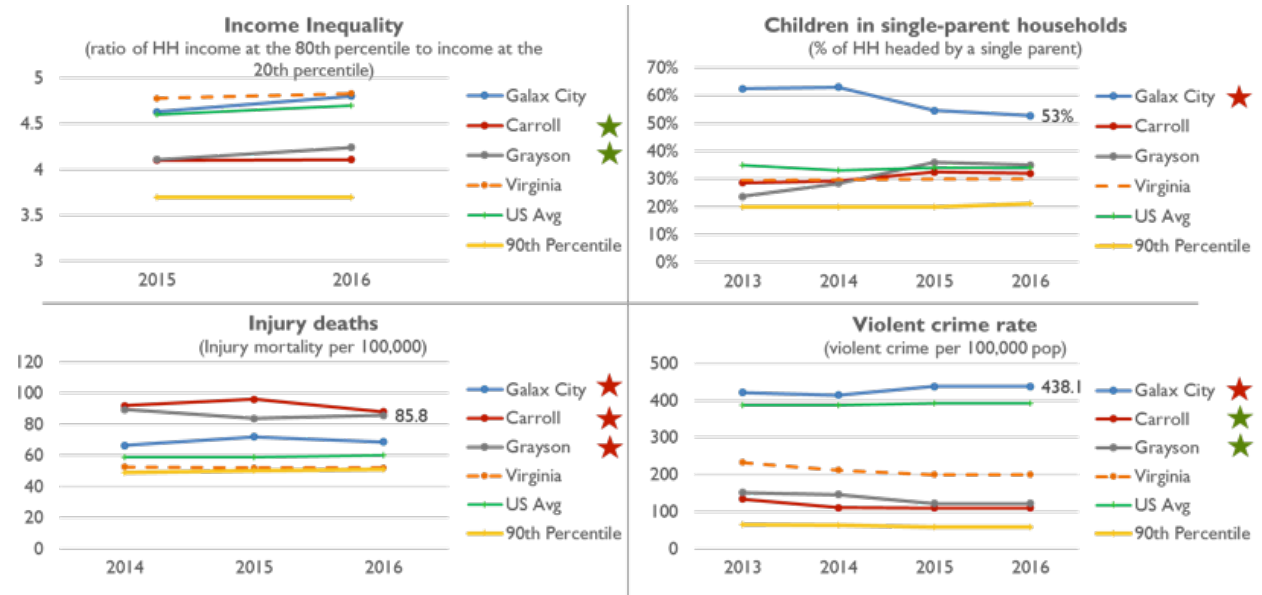 Income Inequality
(ratio of HH income at the 80th percentile to income at the
20th percentile)
5
4.5
4
3.5
3
2015 2016
Galax City
Carroll
Grayson
Virginia
US Avg
90th Percentile
Children in single-parent households
(% of HH headed by a single parent)
70%
60%
50%
40%
30%
20%
10%
0%
53%
2013 2014 2015 2016
Galax City
Carroll
Grayson
Virginia
US Avg
90th Percentile
Injury deaths
(Injury mortality per 100,000)
120
100
80
60
40
20
0
85.8
2014 2015 2016
Galax City
Carroll
Grayson
Virginia
US Avg
90th Percentile
Violent crime rate
(violent crime per 100,000 pop)
500
400
300
200
100
0
438.1
2013 2014 2015 2016
Galax City
Carroll
Grayson
Virginia
US Avg
90th Percentile